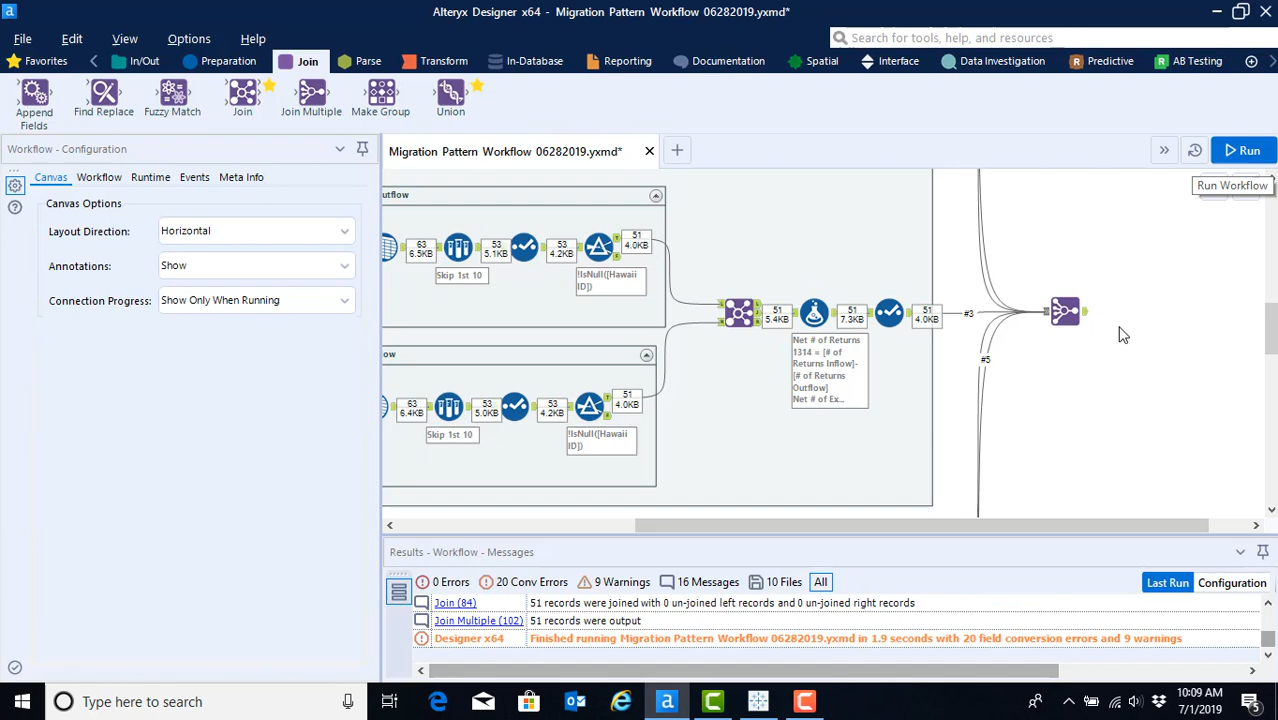 Alteryx Designer x64 - Migration Pattern Workflow 06282019.yxmd*
File Edit View Options Help
Search for tools, help, and resources
Favorites In/Out Preparation Join Parse Transform In-Database Reporting Documentation Spatial Interface Data Investigation Predictive AB Testing
Append Fields
Find Replace
Fuzzy Match
Join
Join Multiple
Make Group
Union
Workflow - Configuration
Migration Pattern Workflow 06282019.yxmd*
Run
Run Workflow
Canvas Workflow Runtime Events Meta Info
Canvas Options
Layout Direction: Horizontal
Annotations: Show
Connection Progress: Show Only When Running
outflow
63
6.5KB
53
5.1KB
53
4.2KB
51
4.0KB
Skip 1st 10
!IsNull([Hawaii
ID])
51
5.4KB
51
7.3KB
51
4.0KB
#3
#5
Net # of Returns
1314 = [# of
Returns Inflow]-
[# of Returns
Outflow]
Net # of Ex...
ow
63
6.4KB
53
5.0KB
53
4.2KB
51
4.0KB
Skip 1st 10
!IsNull([Hawaii
ID])
Results - Workflow - Messages
0 Errors 20 Conv Errors 9 Warnings 16 Messages 10 Files All Last Run Configuration
Join (84) 51 records were joined with 0 un-joined left records and 0 un-joined right records
Join Multiple (102) 51 records were output
Designer x64 Finished running Migration Pattern Workflow 06282019.yxmd in 1.9 seconds with 20 field conversion errors and 9 warnings
Type here to search
10:09 AM
7/1/2019
5